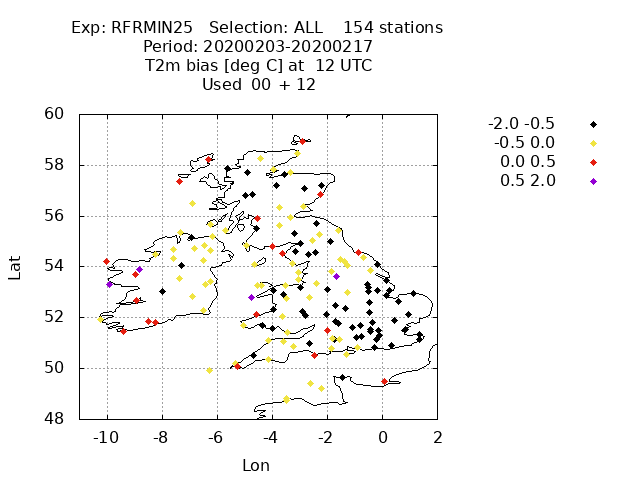 Exp: RFRMIN25 Selection: ALL 154 stations
Period: 20200203-20200217
T2m bias [deg C] at 12 UTC
Used 00 + 12
-2.0 -0.5
-0.5 0.0
0.0 0.5
0.5 2.0
60
58
56
54
52
50
48
Lat
-10 -8 -6 -4 -2 0 2
Lon